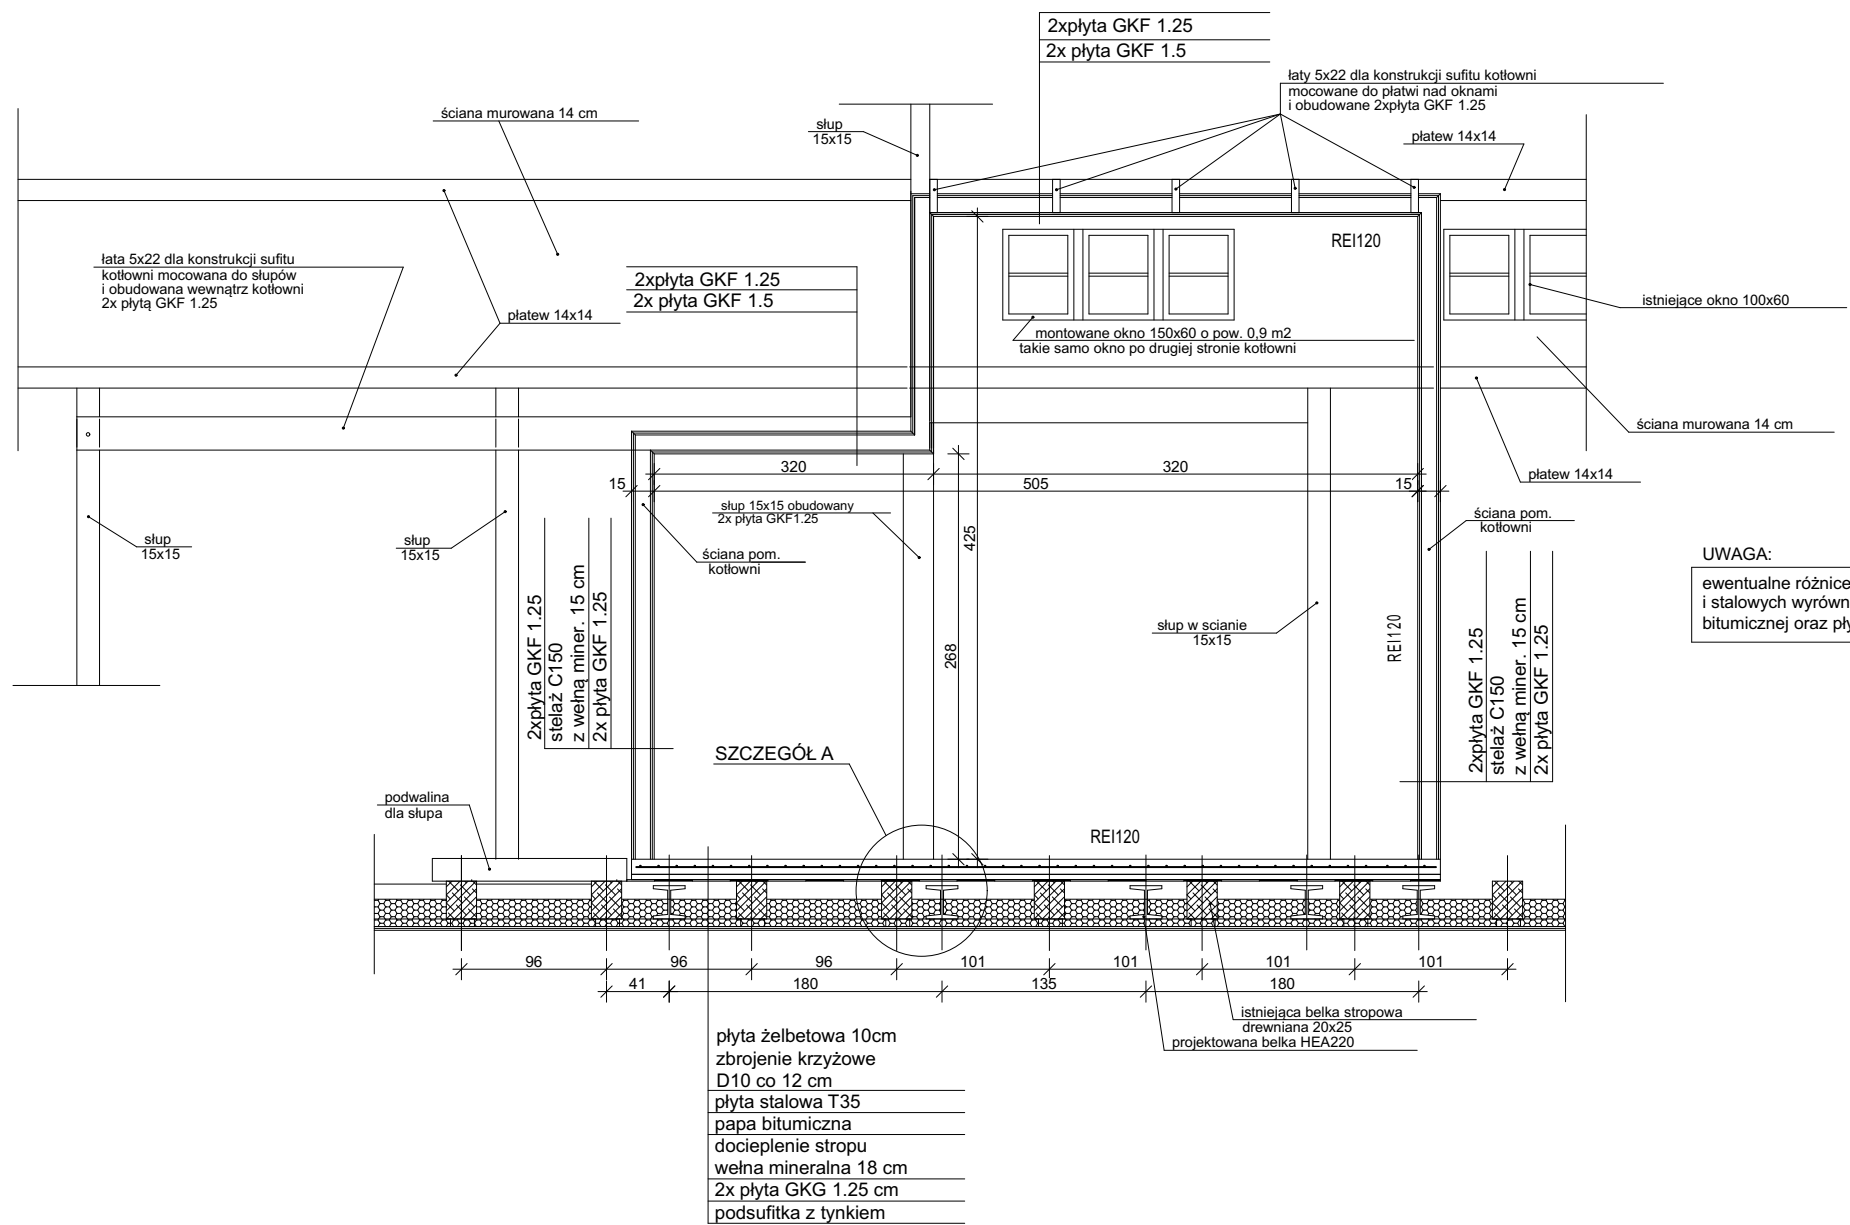 2xpłyta GKF 1.25
2x płyta GKF 1.5
łaty 5x22 dla konstrukcji sufitu kotłowni
mocowane do płatwi nad oknami
i obudowane 2xpłyta GKF 1.25
ściana murowana 14 cm
słup
15x15
płatew 14x14
REI120
łata 5x22 dla konstrukcji sufitu
kotłowni mocowana do słupów
i obudowana wewnątrz kotłowni
2x płytą GKF 1.25
2xpłyta GKF 1.25
2x płyta GKF 1.5
płatew 14x14
istniejące okno 100x60
montowane okno 150x60 o pow. 0,9 m2
takie samo okno po drugiej stronie kotłowni
ściana murowana 14 cm
płatew 14x14
320
320
15
505
15
słup 15x15 obudowany
2x płyta GKF1.25
ściana pom.
kotłowni
425
268
słup
15x15
słup
15x15
ściana pom.
kotłowni
UWAGA:
ewentualne różnice
i stalowych wyrówn
bitumicznej oraz pły
2xpłyta GKF 1.25
stelaż C150
z wełną miner. 15 cm
2x płyta GKF 1.25
słup w scianie
15x15
REI120
2xpłyta GKF 1.25
stelaż C150
z wełną miner. 15 cm
2x płyta GKF 1.25
SZCZEGÓŁ A
podwalina
dla słupa
REI120
96
96
96
101
101
101
101
41
180
135
180
istniejąca belka stropowa
drewniana 20x25
projektowana belka HEA220
płyta żelbetowa 10cm
zbrojenie krzyżowe
D10 co 12 cm
płyta stalowa T35
papa bitumiczna
docieplenie stropu
wełna mineralna 18 cm
2x płyta GKG 1.25 cm
podsufitka z tynkiem